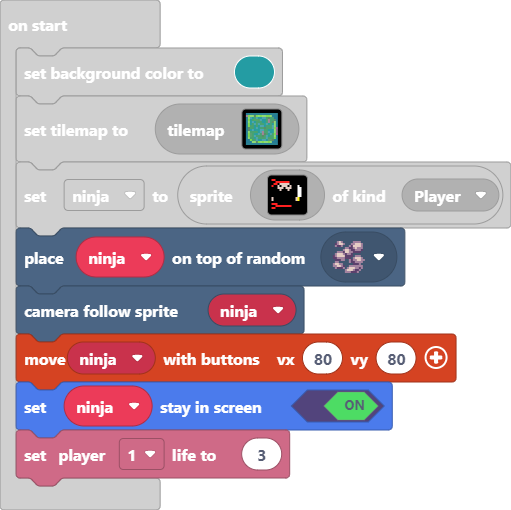 on start
set background color to
set tilemap to tilemap
set ninja to sprite of kind Player
place ninja on top of random
camera follow sprite ninja
move ninja with buttons vx 80 vy 80
set ninja stay in screen ON
set player 1 life to 3